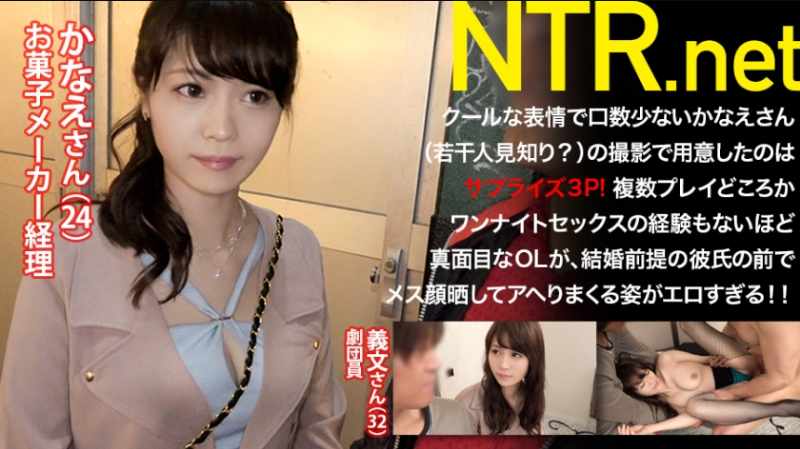 かなえさん（24）
お菓子メーカー経理
NTR.net
クールな表情で口数少ないかなえさん
（若干人見知り？）の撮影で用意したのは
サプライズ3P！複数プレイどころか
ワンナイトセックスの経験もないほど
真面目なOLが、結婚前提の彼氏の前で
メス顔晒してアヘりまくる姿がエロすぎる！！
義文さん（32）
劇団員